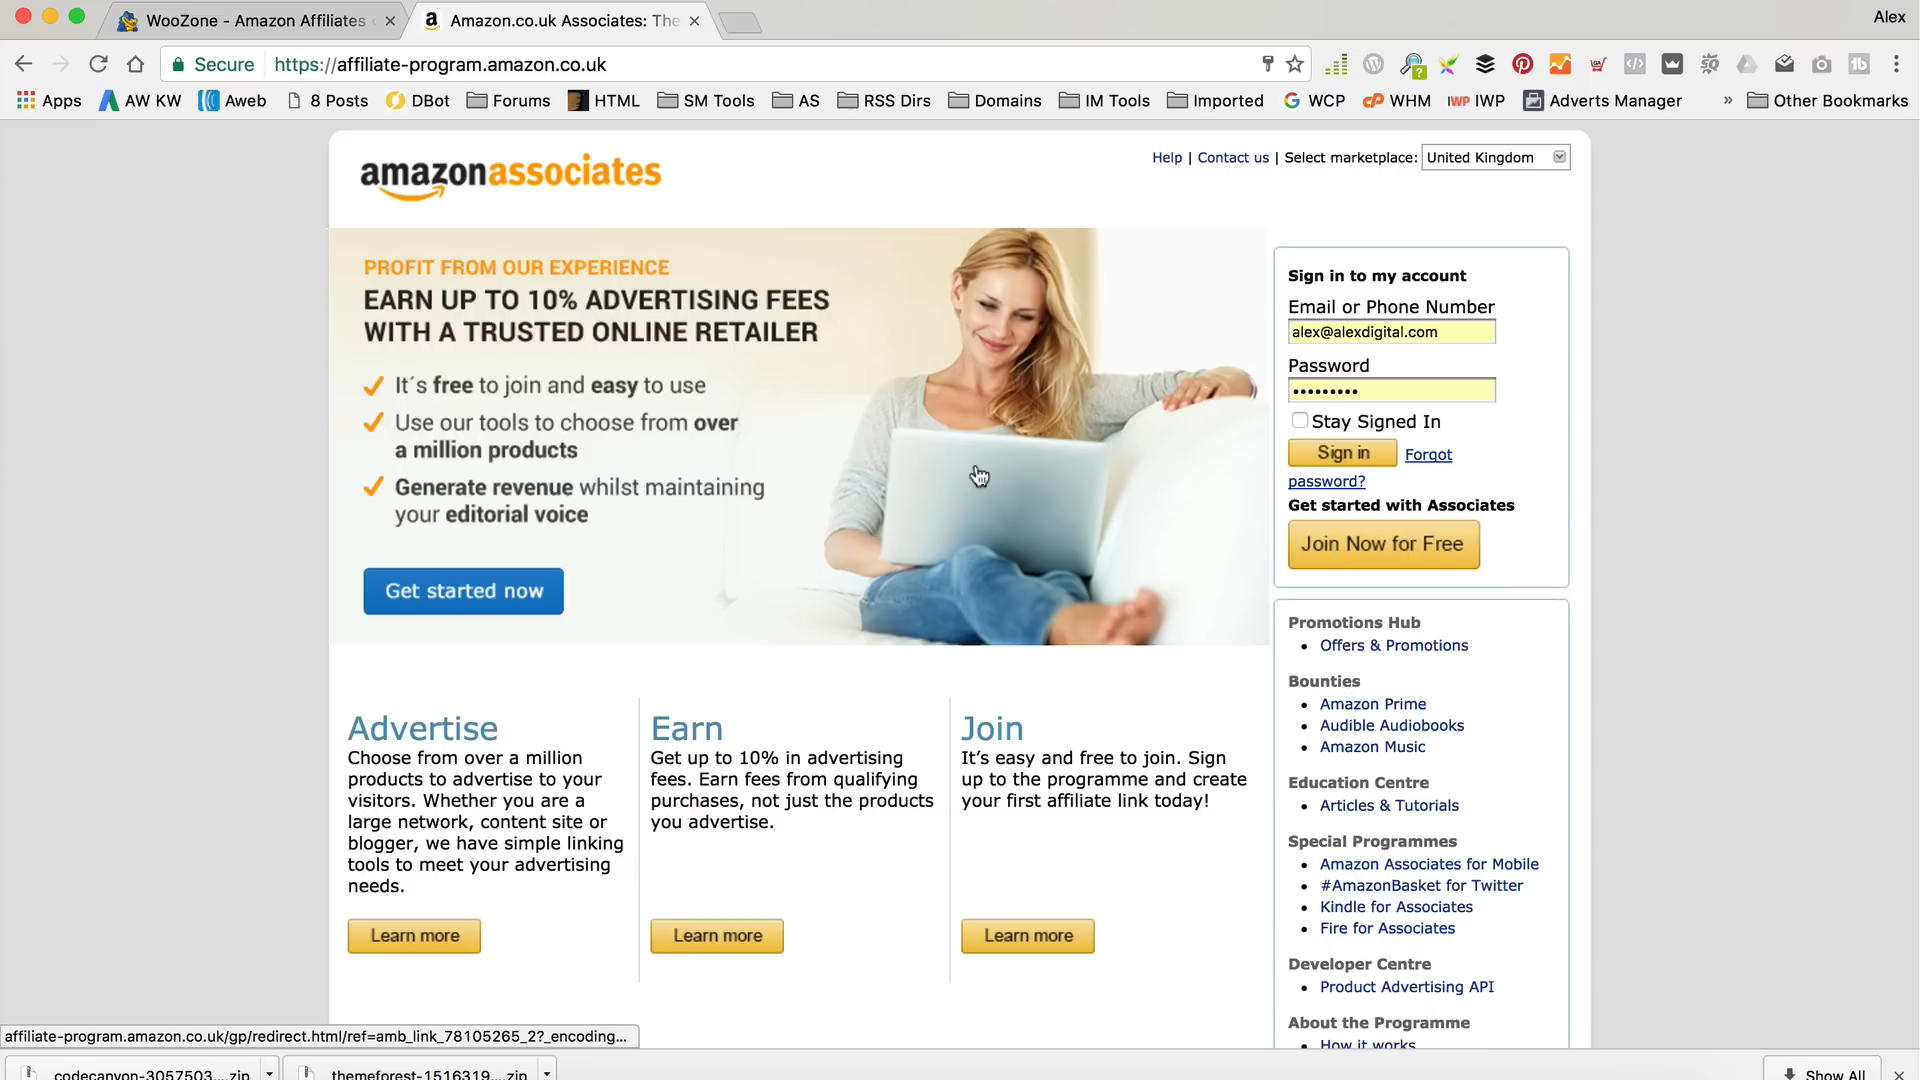 WooZone - Amazon Affiliates
Amazon.co.uk Associates: The
Alex
Secure
https://affiliate-program.amazon.co.uk
Apps
AW KW
Aweb
8 Posts
DBot
Forums
HTML
SM Tools
AS
RSS Dirs
Domains
IM Tools
Imported
WCP
WHM
IWP
Adverts Manager
»
Other Bookmarks
amazonassociates
Help | Contact us | Select marketplace: United Kingdom
PROFIT FROM OUR EXPERIENCE
EARN UP TO 10% ADVERTISING FEES
WITH A TRUSTED ONLINE RETAILER
It´s free to join and easy to use
Use our tools to choose from over
a million products
Generate revenue whilst maintaining
your editorial voice
Get started now
Sign in to my account
Email or Phone Number
alex@alexdigital.com
Password
•••••••••
Stay Signed In
Sign in Forgot
password?
Get started with Associates
Join Now for Free
Promotions Hub
• Offers & Promotions
Bounties
• Amazon Prime
• Audible Audiobooks
• Amazon Music
Education Centre
• Articles & Tutorials
Special Programmes
• Amazon Associates for Mobile
• #AmazonBasket for Twitter
• Kindle for Associates
• Fire for Associates
Developer Centre
• Product Advertising API
About the Programme
• How it works
Advertise
Choose from over a million
products to advertise to your
visitors. Whether you are a
large network, content site or
blogger, we have simple linking
tools to meet your advertising
needs.
Learn more
Earn
Get up to 10% in advertising
fees. Earn fees from qualifying
purchases, not just the products
you advertise.
Learn more
Join
It’s easy and free to join. Sign
up to the programme and create
your first affiliate link today!
Learn more
affiliate-program.amazon.co.uk/gp/redirect.html/ref=amb_link_78105265_2?_encoding...
codecanyon-3057503....zip
themeforest-1516319....zip
Show All